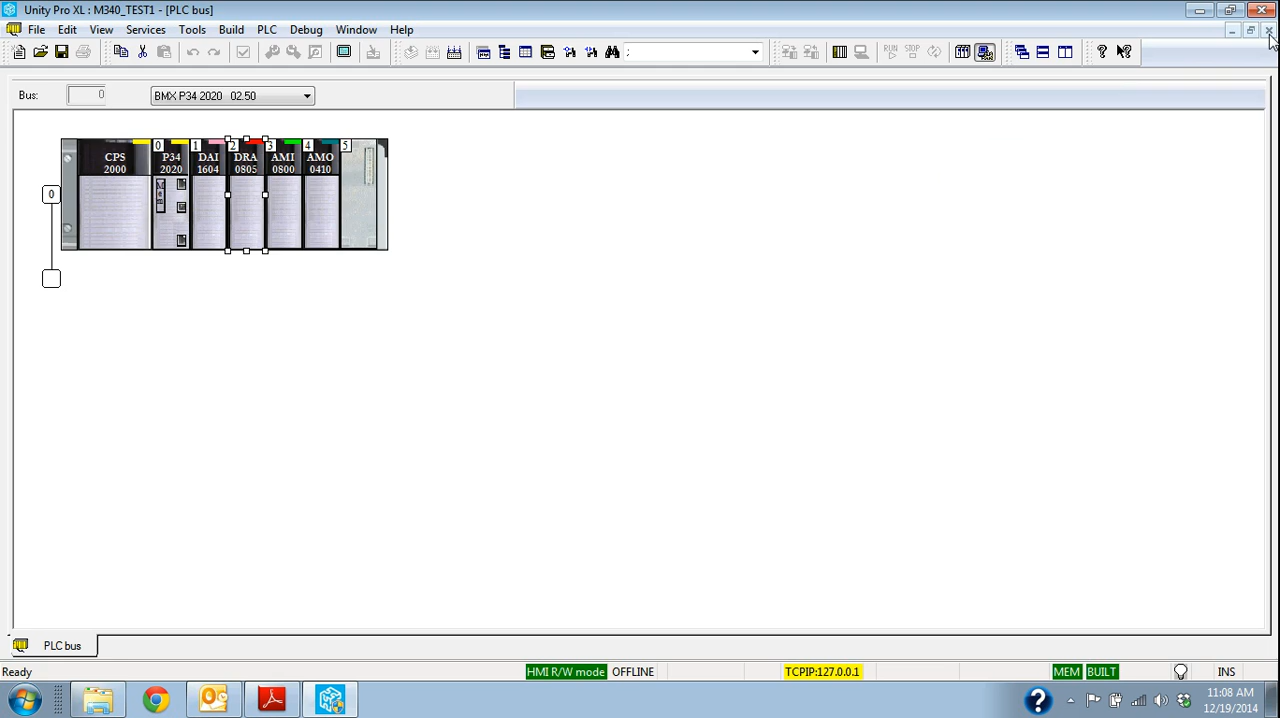 Unity Pro XL : M340_TEST1 - [PLC bus]
File Edit View Services Tools Build PLC Debug Window Help
RUN STOP
Bus: 0 BMX P34 2020 02.50
0 1 2 3 4 5
CPS P34 DAI DRA AMI AMO
2000 2020 1604 0805 0800 0410
Mem
0
PLC bus
Ready HMI R/W mode OFFLINE TCPIP:127.0.0.1 MEM BUILT INS
11:08 AM
12/19/2014